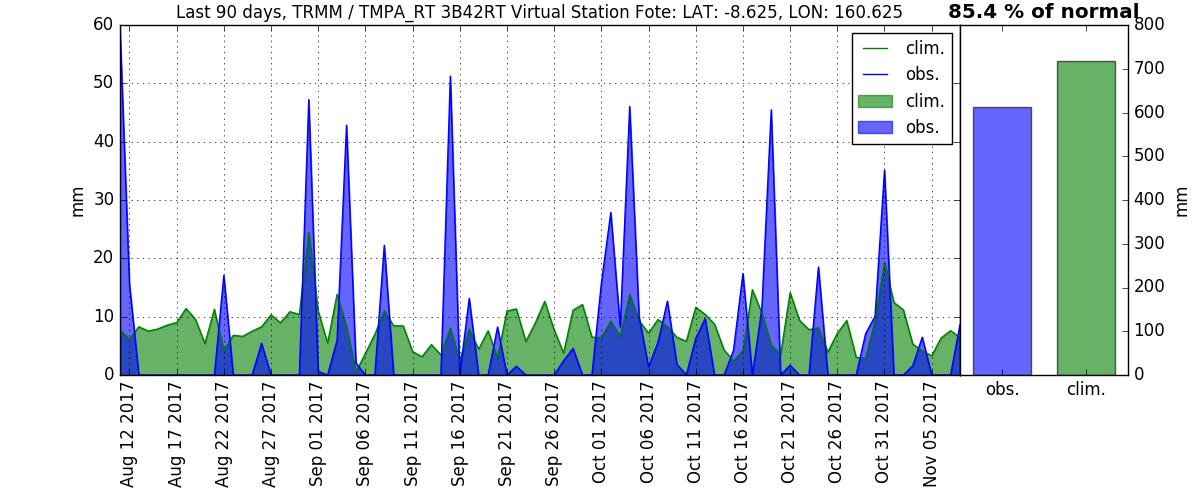 Last 90 days, TRMM / TMPA_RT 3B42RT Virtual Station Fote: LAT: -8.625, LON: 160.625
85.4 % of normal
60
50
40
30
20
10
0
mm
clim.
obs.
clim.
obs.
Aug 12 2017
Aug 17 2017
Aug 22 2017
Aug 27 2017
Sep 01 2017
Sep 06 2017
Sep 11 2017
Sep 16 2017
Sep 21 2017
Sep 26 2017
Oct 01 2017
Oct 06 2017
Oct 11 2017
Oct 16 2017
Oct 21 2017
Oct 26 2017
Oct 31 2017
Nov 05 2017
800
700
600
500
400
300
200
100
0
mm
obs.
clim.